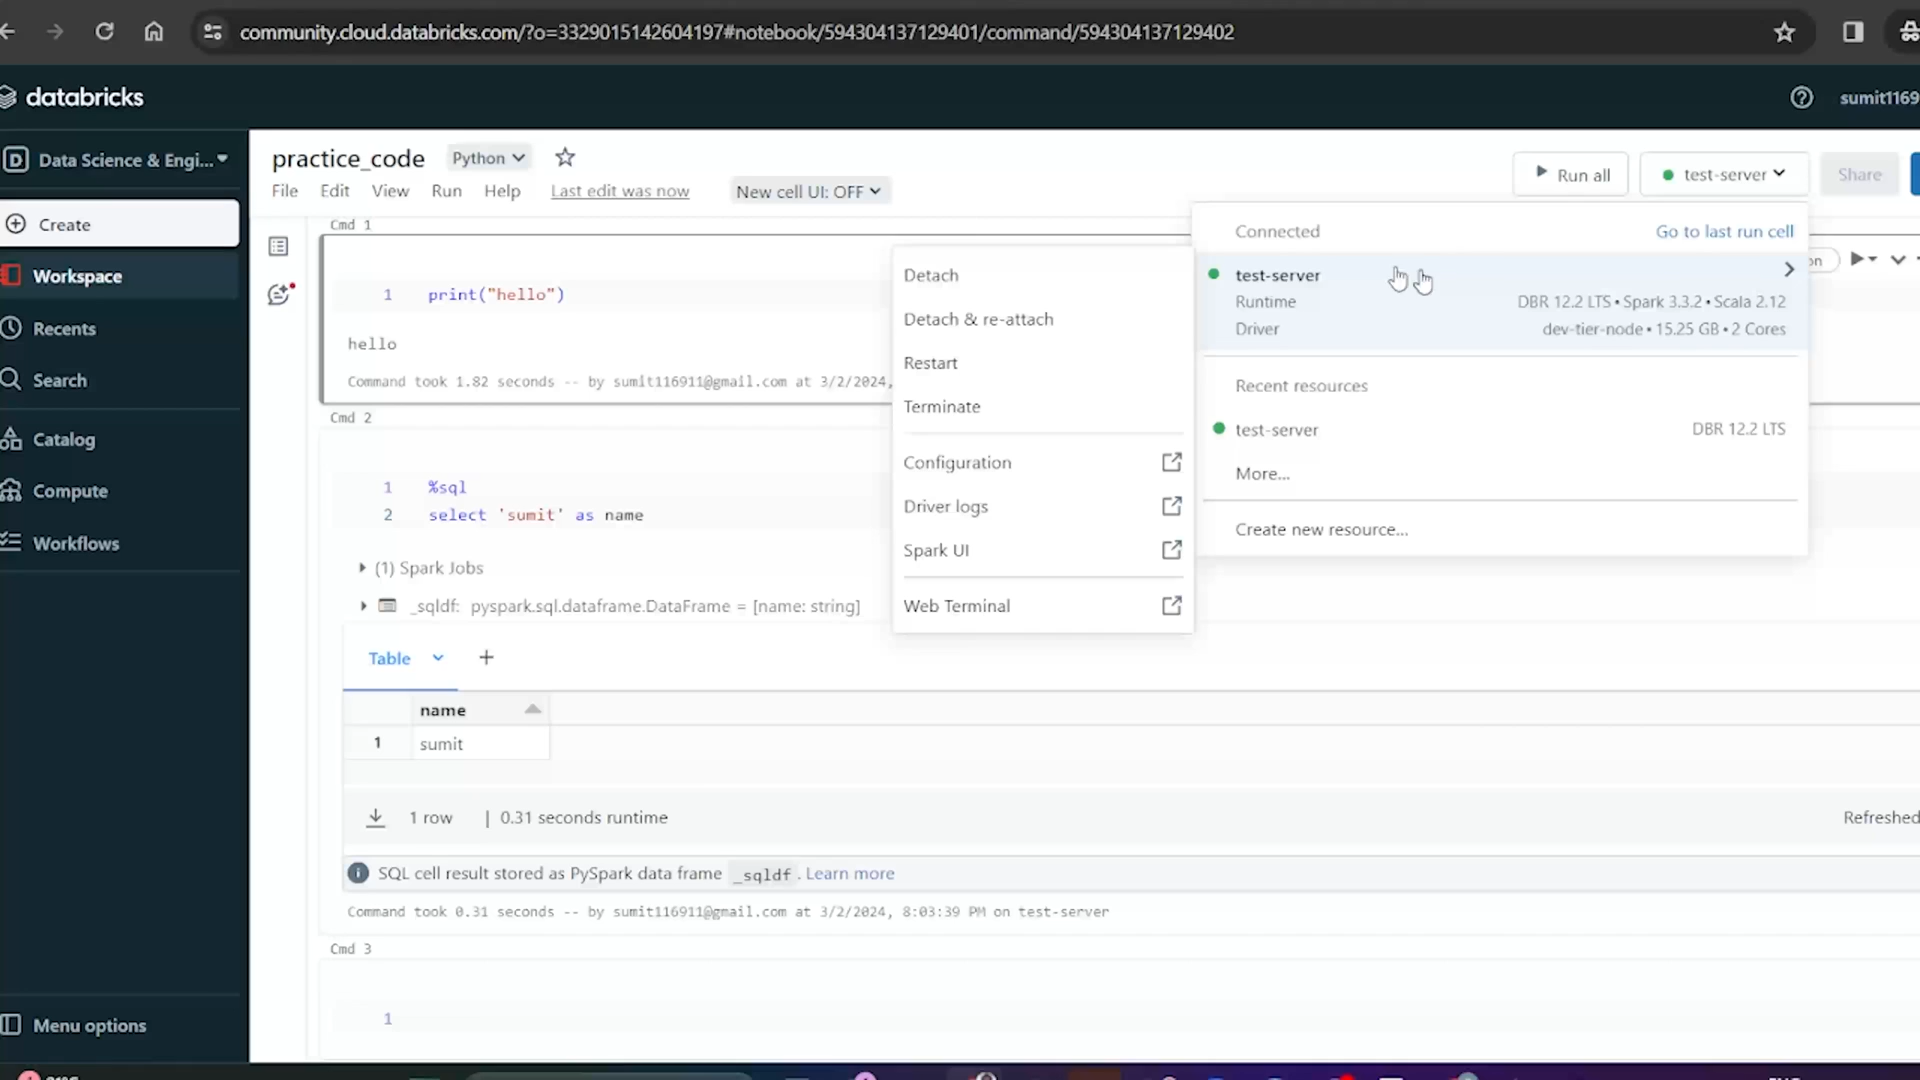 community.cloud.databricks.com/?o=3329015142604197#notebook/594304137129401/command/594304137129402
databricks
sumit1169
Data Science & Engi...
practice_code
Python
Run all
test-server
Share
File Edit View Run Help Last edit was now
New cell UI: OFF
Create
Workspace
Recents
Search
Catalog
Compute
Workflows
Menu options
Cmd 1
1 print("hello")
hello
Command took 1.82 seconds -- by sumit116911@gmail.com at 3/2/2024,
Cmd 2
1 %sql
2 select 'sumit' as name
(1) Spark Jobs
_sqldf: pyspark.sql.dataframe.DataFrame = [name: string]
Table
+
name
1 sumit
1 row | 0.31 seconds runtime
Refreshed
SQL cell result stored as PySpark data frame _sqldf . Learn more
Command took 0.31 seconds -- by sumit116911@gmail.com at 3/2/2024, 8:03:39 PM on test-server
Cmd 3
1
Detach
Detach & re-attach
Restart
Terminate
Configuration
Driver logs
Spark UI
Web Terminal
Connected Go to last run cell
test-server
Runtime DBR 12.2 LTS • Spark 3.3.2 • Scala 2.12
Driver dev-tier-node • 15.25 GB • 2 Cores
Recent resources
test-server DBR 12.2 LTS
More...
Create new resource...